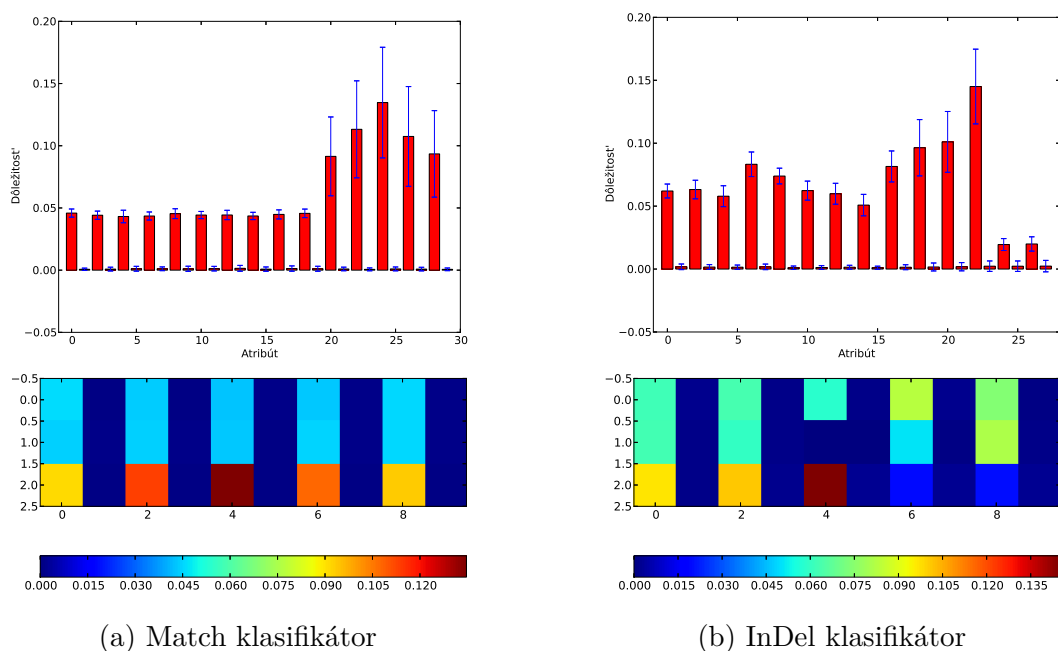 0.20
0.15
0.10
0.05
0.00
−0.05
Dôležitost'
0 5 10 15 20 25 30
Atribút
−0.5
0.0
0.5
1.0
1.5
2.0
2.5
0 2 4 6 8
0.000 0.015 0.030 0.045 0.060 0.075 0.090 0.105 0.120
(a) Match klasifikátor
0.20
0.15
0.10
0.05
0.00
−0.05
Dôležitost'
0 5 10 15 20 25
Atribút
−0.5
0.0
0.5
1.0
1.5
2.0
2.5
0 2 4 6 8
0.000 0.015 0.030 0.045 0.060 0.075 0.090 0.105 0.120 0.135
(b) InDel klasifikátor